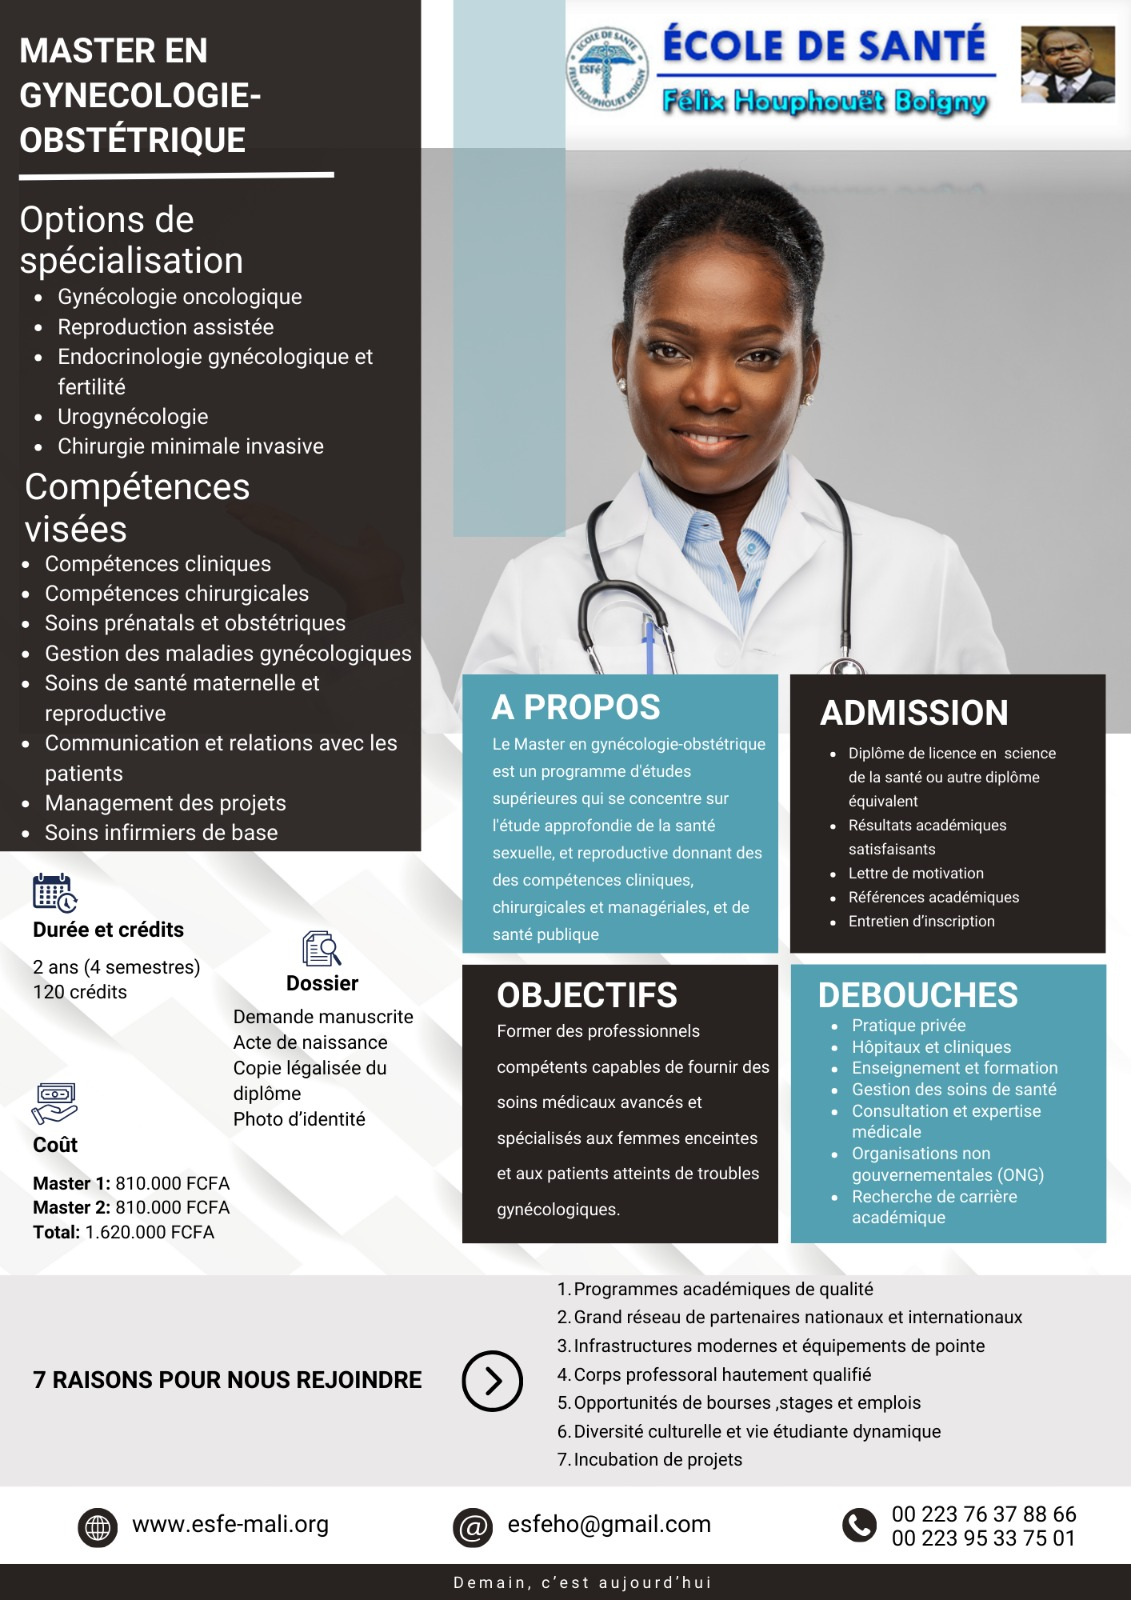 MASTER EN
GYNECOLOGIE-
OBSTÉTRIQUE
Options de
spécialisation
• Gynécologie oncologique
• Reproduction assistée
• Endocrinologie gynécologique et
fertilité
• Urogynécologie
• Chirurgie minimale invasive
Compétences
visées
• Compétences cliniques
• Compétences chirurgicales
• Soins prénatals et obstétriques
• Gestion des maladies gynécologiques
• Soins de santé maternelle et
reproductive
• Communication et relations avec les
patients
• Management des projets
• Soins infirmiers de base
ÉCOLE DE SANTÉ
FÉLIX HOUPHOUET BOIGNY
ESFé
ÉCOLE DE SANTÉ
Félix Houphouët Boigny
A PROPOS
Le Master en gynécologie-obstétrique
est un programme d'études
supérieures qui se concentre sur
l'étude approfondie de la santé
sexuelle, et reproductive donnant des
des compétences cliniques,
chirurgicales et managériales, et de
santé publique
ADMISSION
• Diplôme de licence en science
de la santé ou autre diplôme
équivalent
• Résultats académiques
satisfaisants
• Lettre de motivation
• Références académiques
• Entretien d’inscription
Durée et crédits
2 ans (4 semestres)
120 crédits
Dossier
Demande manuscrite
Acte de naissance
Copie légalisée du
diplôme
Photo d’identité
Coût
Master 1: 810.000 FCFA
Master 2: 810.000 FCFA
Total: 1.620.000 FCFA
OBJECTIFS
Former des professionnels
compétents capables de fournir des
soins médicaux avancés et
spécialisés aux femmes enceintes
et aux patients atteints de troubles
gynécologiques.
DEBOUCHES
• Pratique privée
• Hôpitaux et cliniques
• Enseignement et formation
• Gestion des soins de santé
• Consultation et expertise
médicale
• Organisations non
gouvernementales (ONG)
• Recherche de carrière
académique
7 RAISONS POUR NOUS REJOINDRE
1. Programmes académiques de qualité
2. Grand réseau de partenaires nationaux et internationaux
3. Infrastructures modernes et équipements de pointe
4. Corps professoral hautement qualifié
5. Opportunités de bourses ,stages et emplois
6. Diversité culturelle et vie étudiante dynamique
7. Incubation de projets
www.esfe-mali.org
esfeho@gmail.com
00 223 76 37 88 66
00 223 95 33 75 01
Demain, c’est aujourd’hui